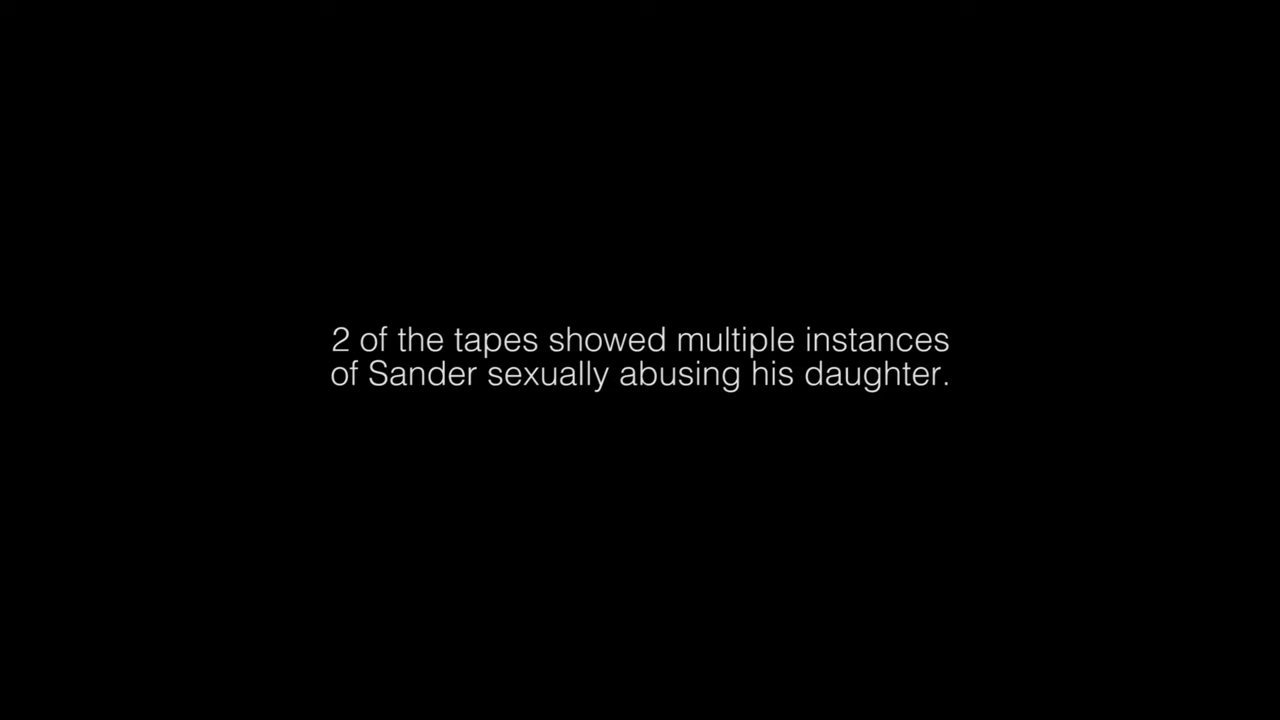 2 of the tapes showed multiple instances
of Sander sexually abusing his daughter.